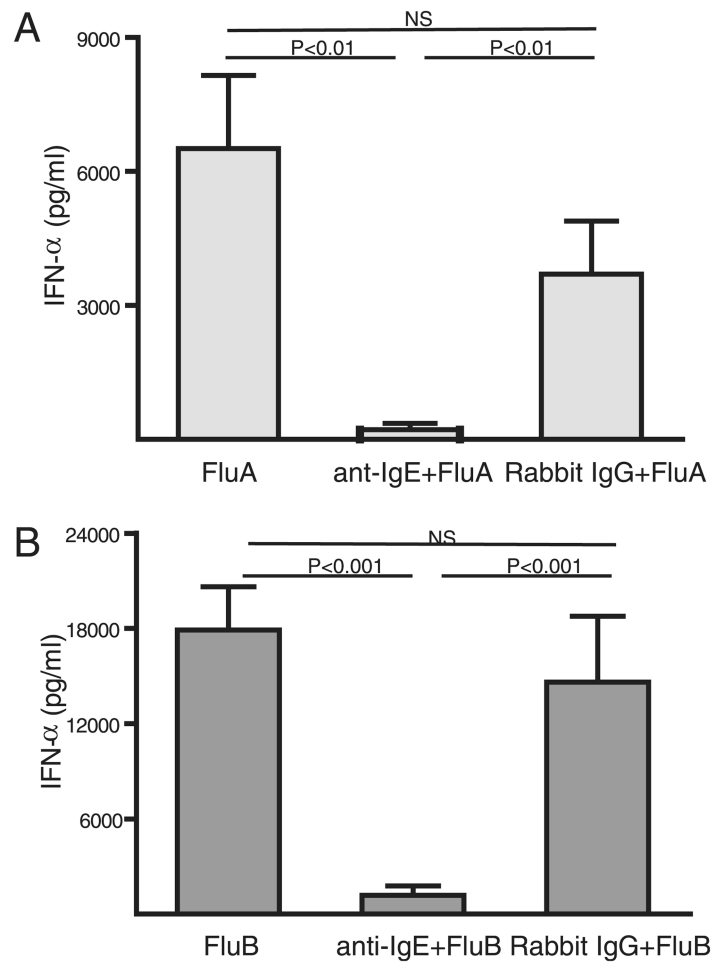 A
NS
P<0.01 P<0.01
9000
6000
3000
IFN-α (pg/ml)
FluA ant-IgE+FluA Rabbit IgG+FluA
B
NS
P<0.001 P<0.001
24000
18000
12000
6000
IFN-α (pg/ml)
FluB anti-IgE+FluB Rabbit IgG+FluB